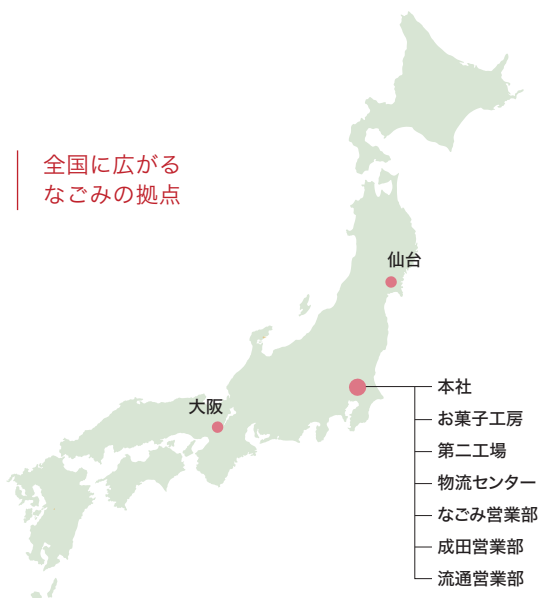 全国に広がる
なごみの拠点
仙台
大阪
本社
お菓子工房
第二工場
物流センター
なごみ営業部
成田営業部
流通営業部